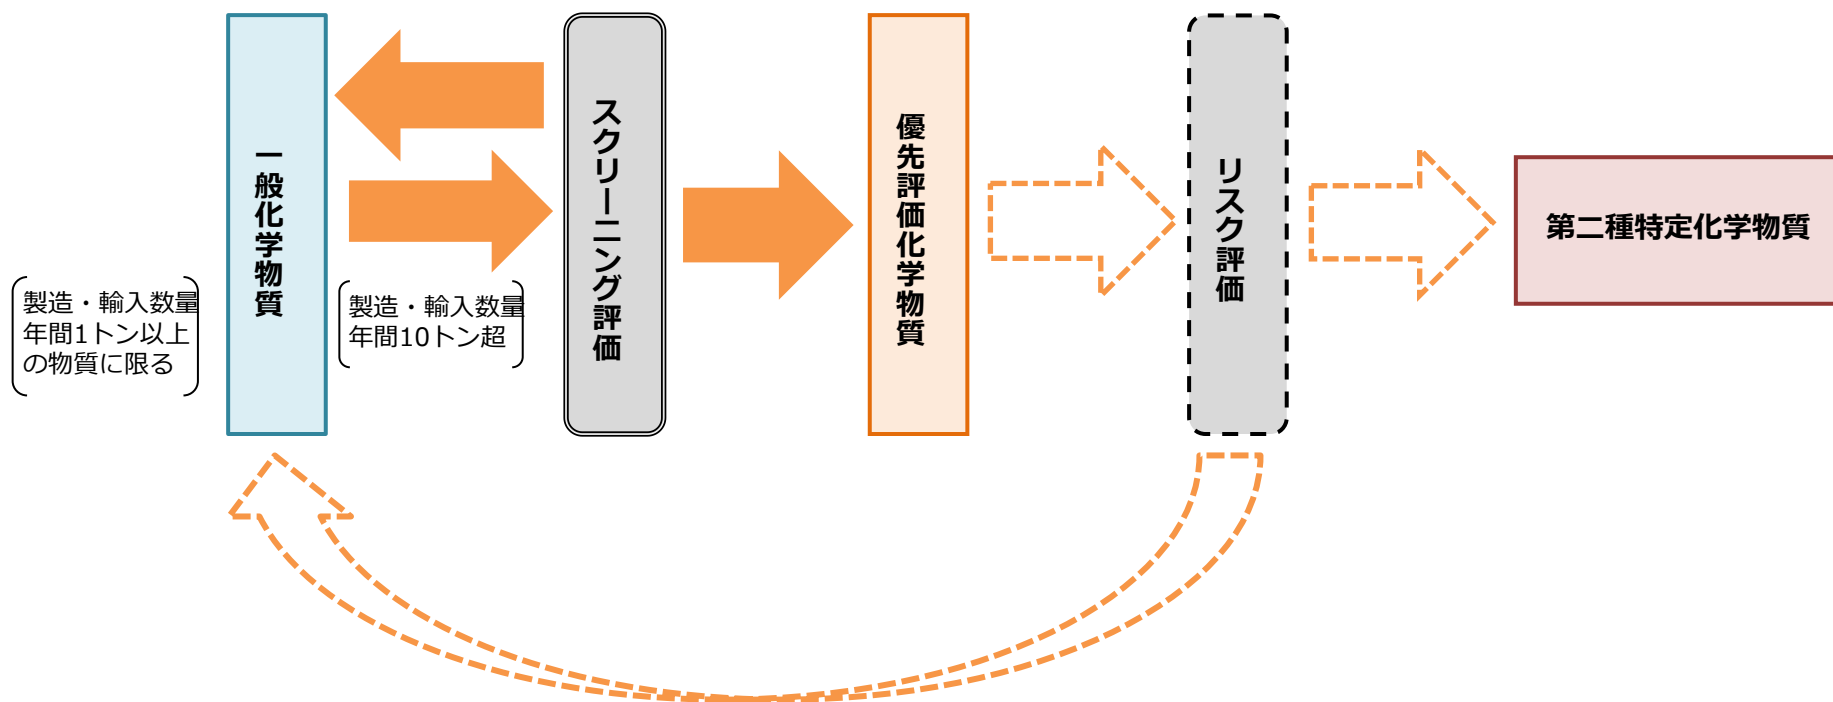 一般化学物質
製造・輸入数量
年間1トン以上
の物質に限る
製造・輸入数量
年間10トン超
スクリーニング評価
優先評価化学物質
リスク評価
第二種特定化学物質